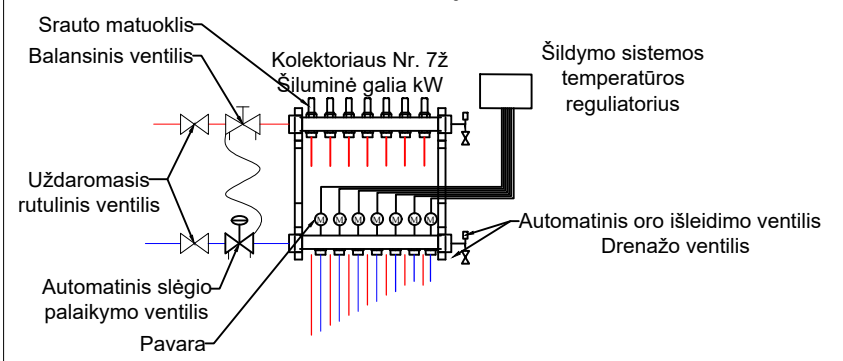 Srauto matuoklis
Balansinis ventilis
Kolektoriaus Nr. 7ž
Šiluminė galia kW
Šildymo sistemos
temperatūros
reguliatorius
Uždaromasis
rutulinis ventilis
M M M M M M M
Automatinis oro išleidimo ventilis
Drenažo ventilis
Automatinis slėgio
palaikymo ventilis
Pavara